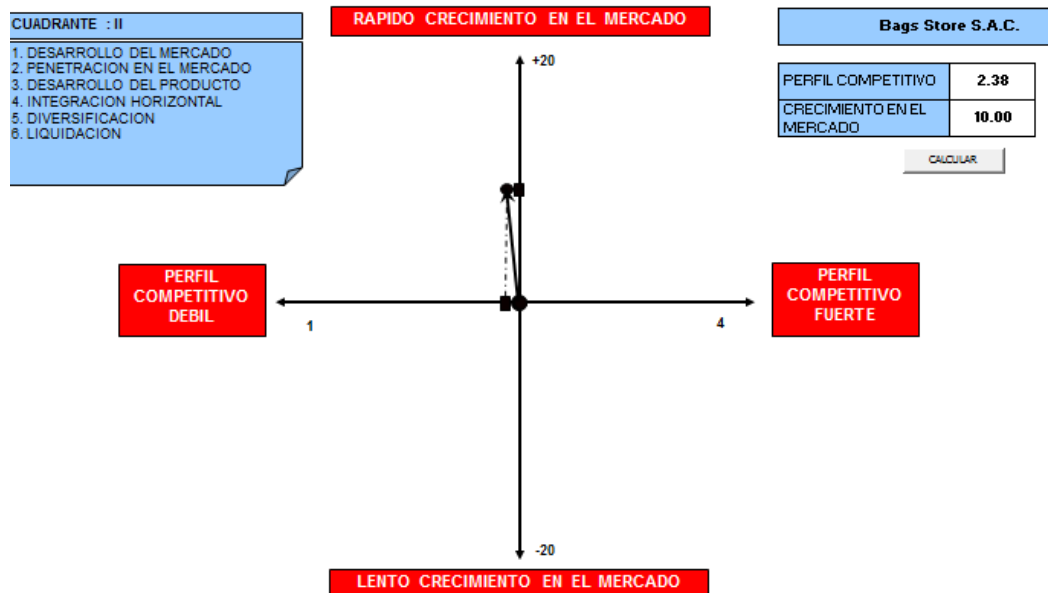 CUADRANTE : II
1. DESARROLLO DEL MERCADO
2. PENETRACION EN EL MERCADO
3. DESARROLLO DEL PRODUCTO
4. INTEGRACION HORIZONTAL
5. DIVERSIFICACION
6. LIQUIDACION
RAPIDO CRECIMIENTO EN EL MERCADO
+20
Bags Store S.A.C.
PERFIL COMPETITIVO 2.38
CRECIMIENTO EN EL
MERCADO
10.00
CALCULAR
PERFIL
COMPETITIVO
DEBIL
1
4
PERFIL
COMPETITIVO
FUERTE
-20
LENTO CRECIMIENTO EN EL MERCADO